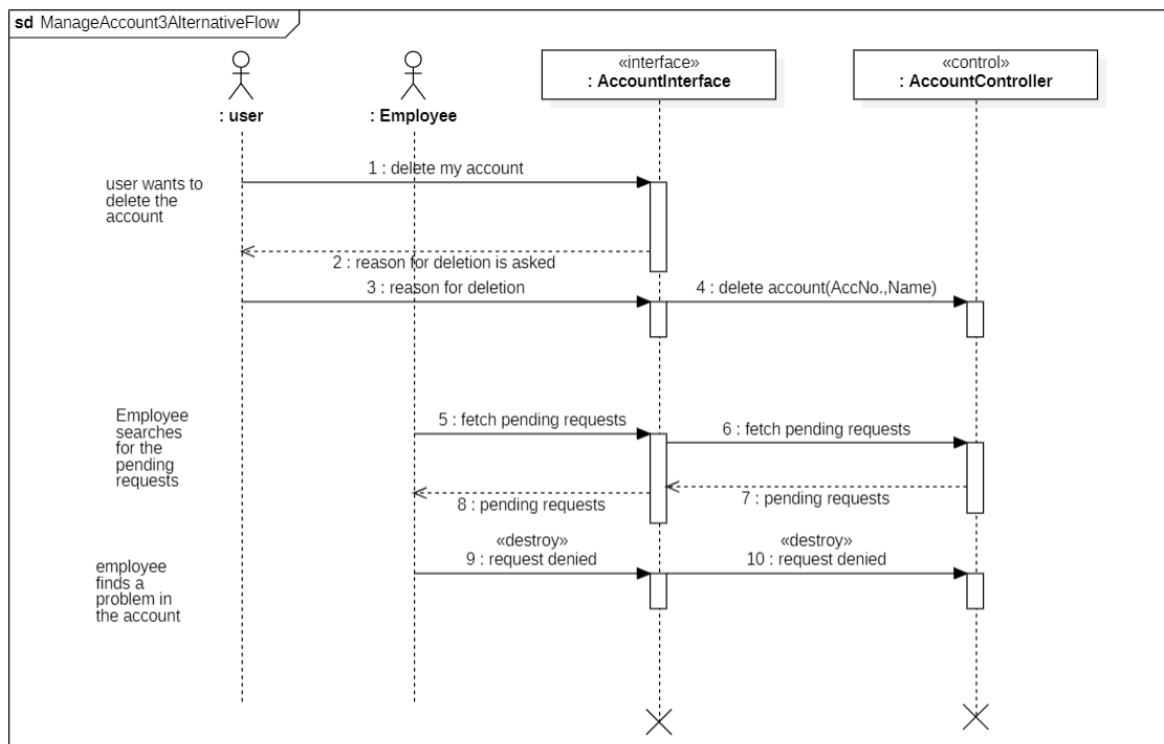 sd ManageAccount3AlternativeFlow
«interface»
: AccountInterface
«control»
: AccountController
: user
: Employee
1 : delete my account
user wants to
delete the
account
2 : reason for deletion is asked
3 : reason for deletion
4 : delete account(AccNo.,Name)
Employee
searches
for the
pending
requests
5 : fetch pending requests
6 : fetch pending requests
7 : pending requests
8 : pending requests
«destroy»
9 : request denied
«destroy»
10 : request denied
employee
finds a
problem in
the account